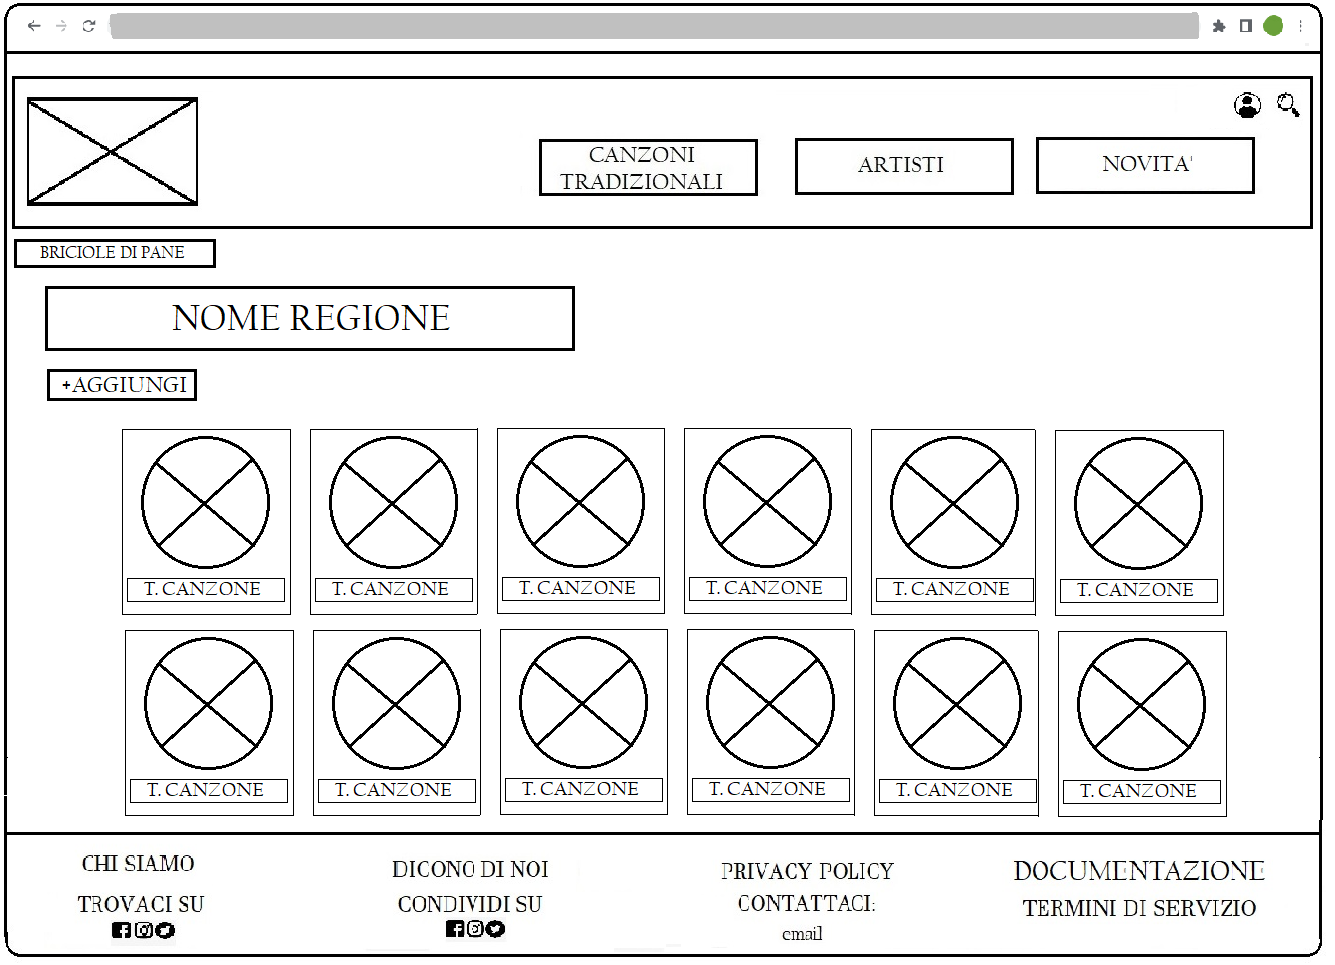 CANZONI
TRADIZIONALI
ARTISTI
NOVITA'
BRICIOLE DI PANE
NOME REGIONE
+AGGIUNGI
T. CANZONE
T. CANZONE
T. CANZONE
T. CANZONE
T. CANZONE
T. CANZONE
T. CANZONE
T. CANZONE
T. CANZONE
T. CANZONE
T. CANZONE
T. CANZONE
CHI SIAMO
TROVACI SU
DICONO DI NOI
CONDIVIDI SU
PRIVACY POLICY
CONTATTACI:
email
DOCUMENTAZIONE
TERMINI DI SERVIZIO